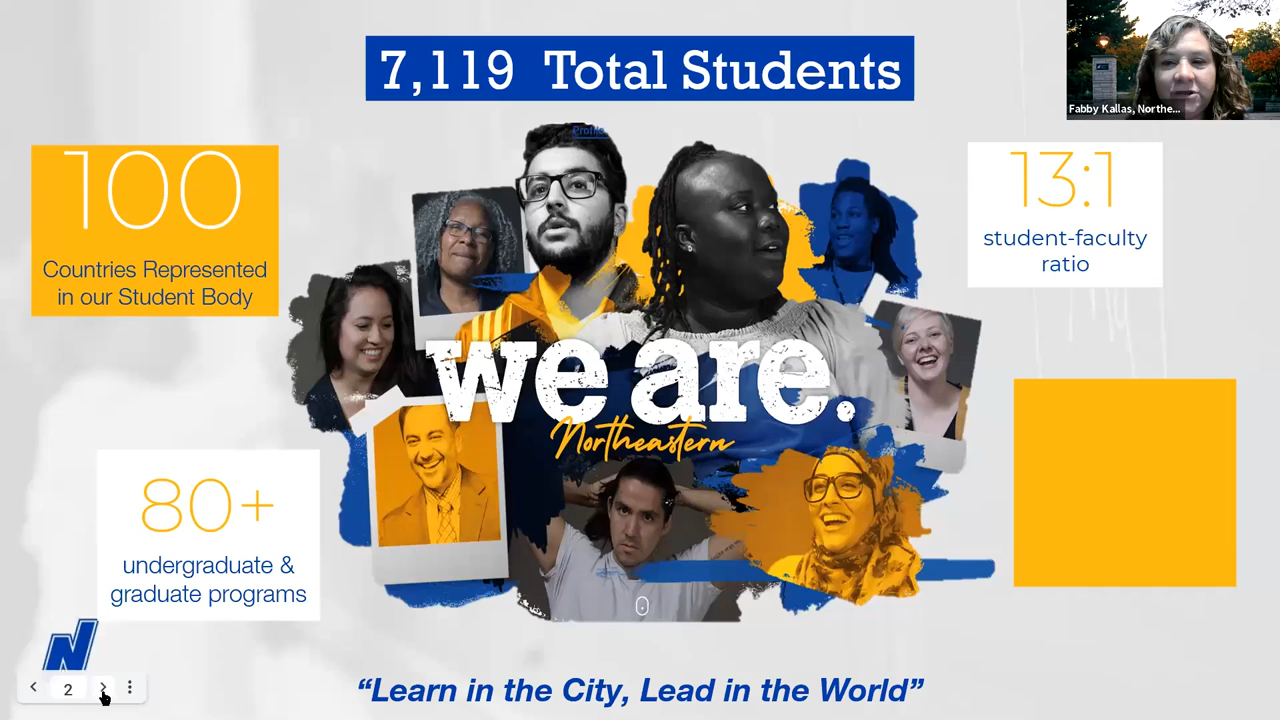 7,119 Total Students
Fabby Kallas, Northe...
Profile
100
Countries Represented
in our Student Body
13:1
student-faculty
ratio
we are.
Northeastern
80+
undergraduate &
graduate programs
N
2
“Learn in the City, Lead in the World”